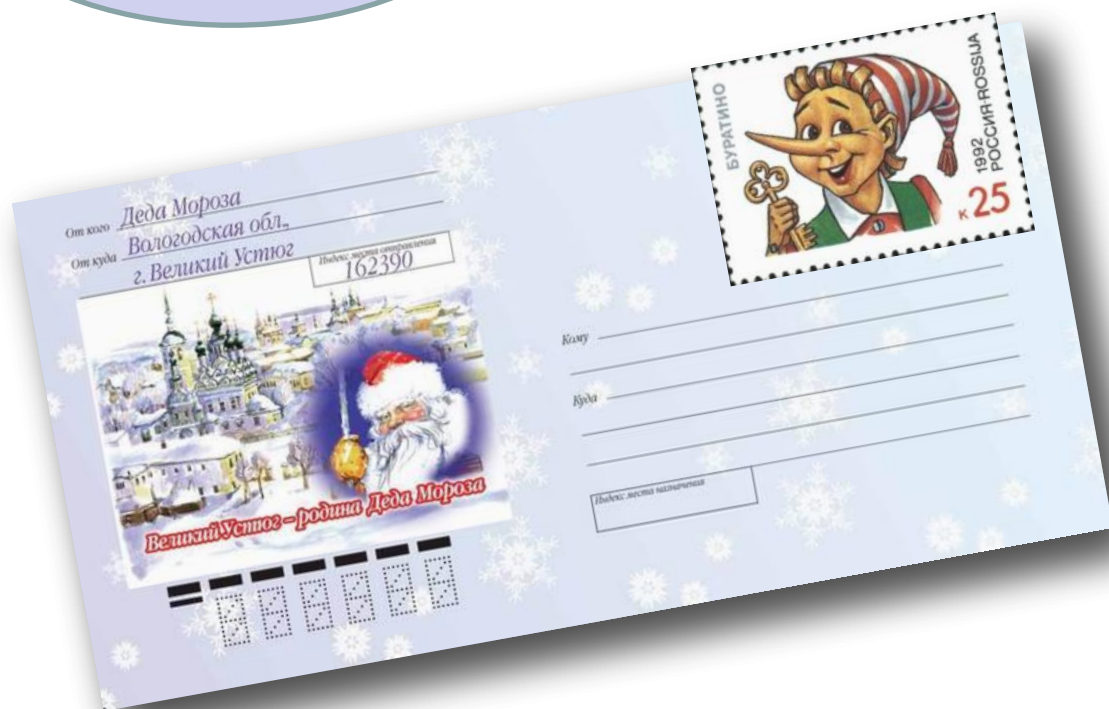 От кого Деда Мороза
От куда Вологодская обл.,
г. Великий Устюг
Индекс места отправления
162390
Великий Устюг – родина Деда Мороза
БУРАТИНО
1992
РОССИЯ·ROSSIJA
к 25
Кому
Куда
Индекс места назначения